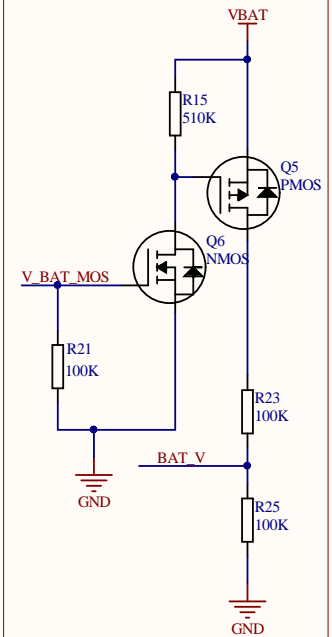 VBAT
R15
510K
Q5
PMOS
Q6
NMOS
V_BAT_MOS
R21
100K
R23
100K
BAT_V
GND
R25
100K
GND